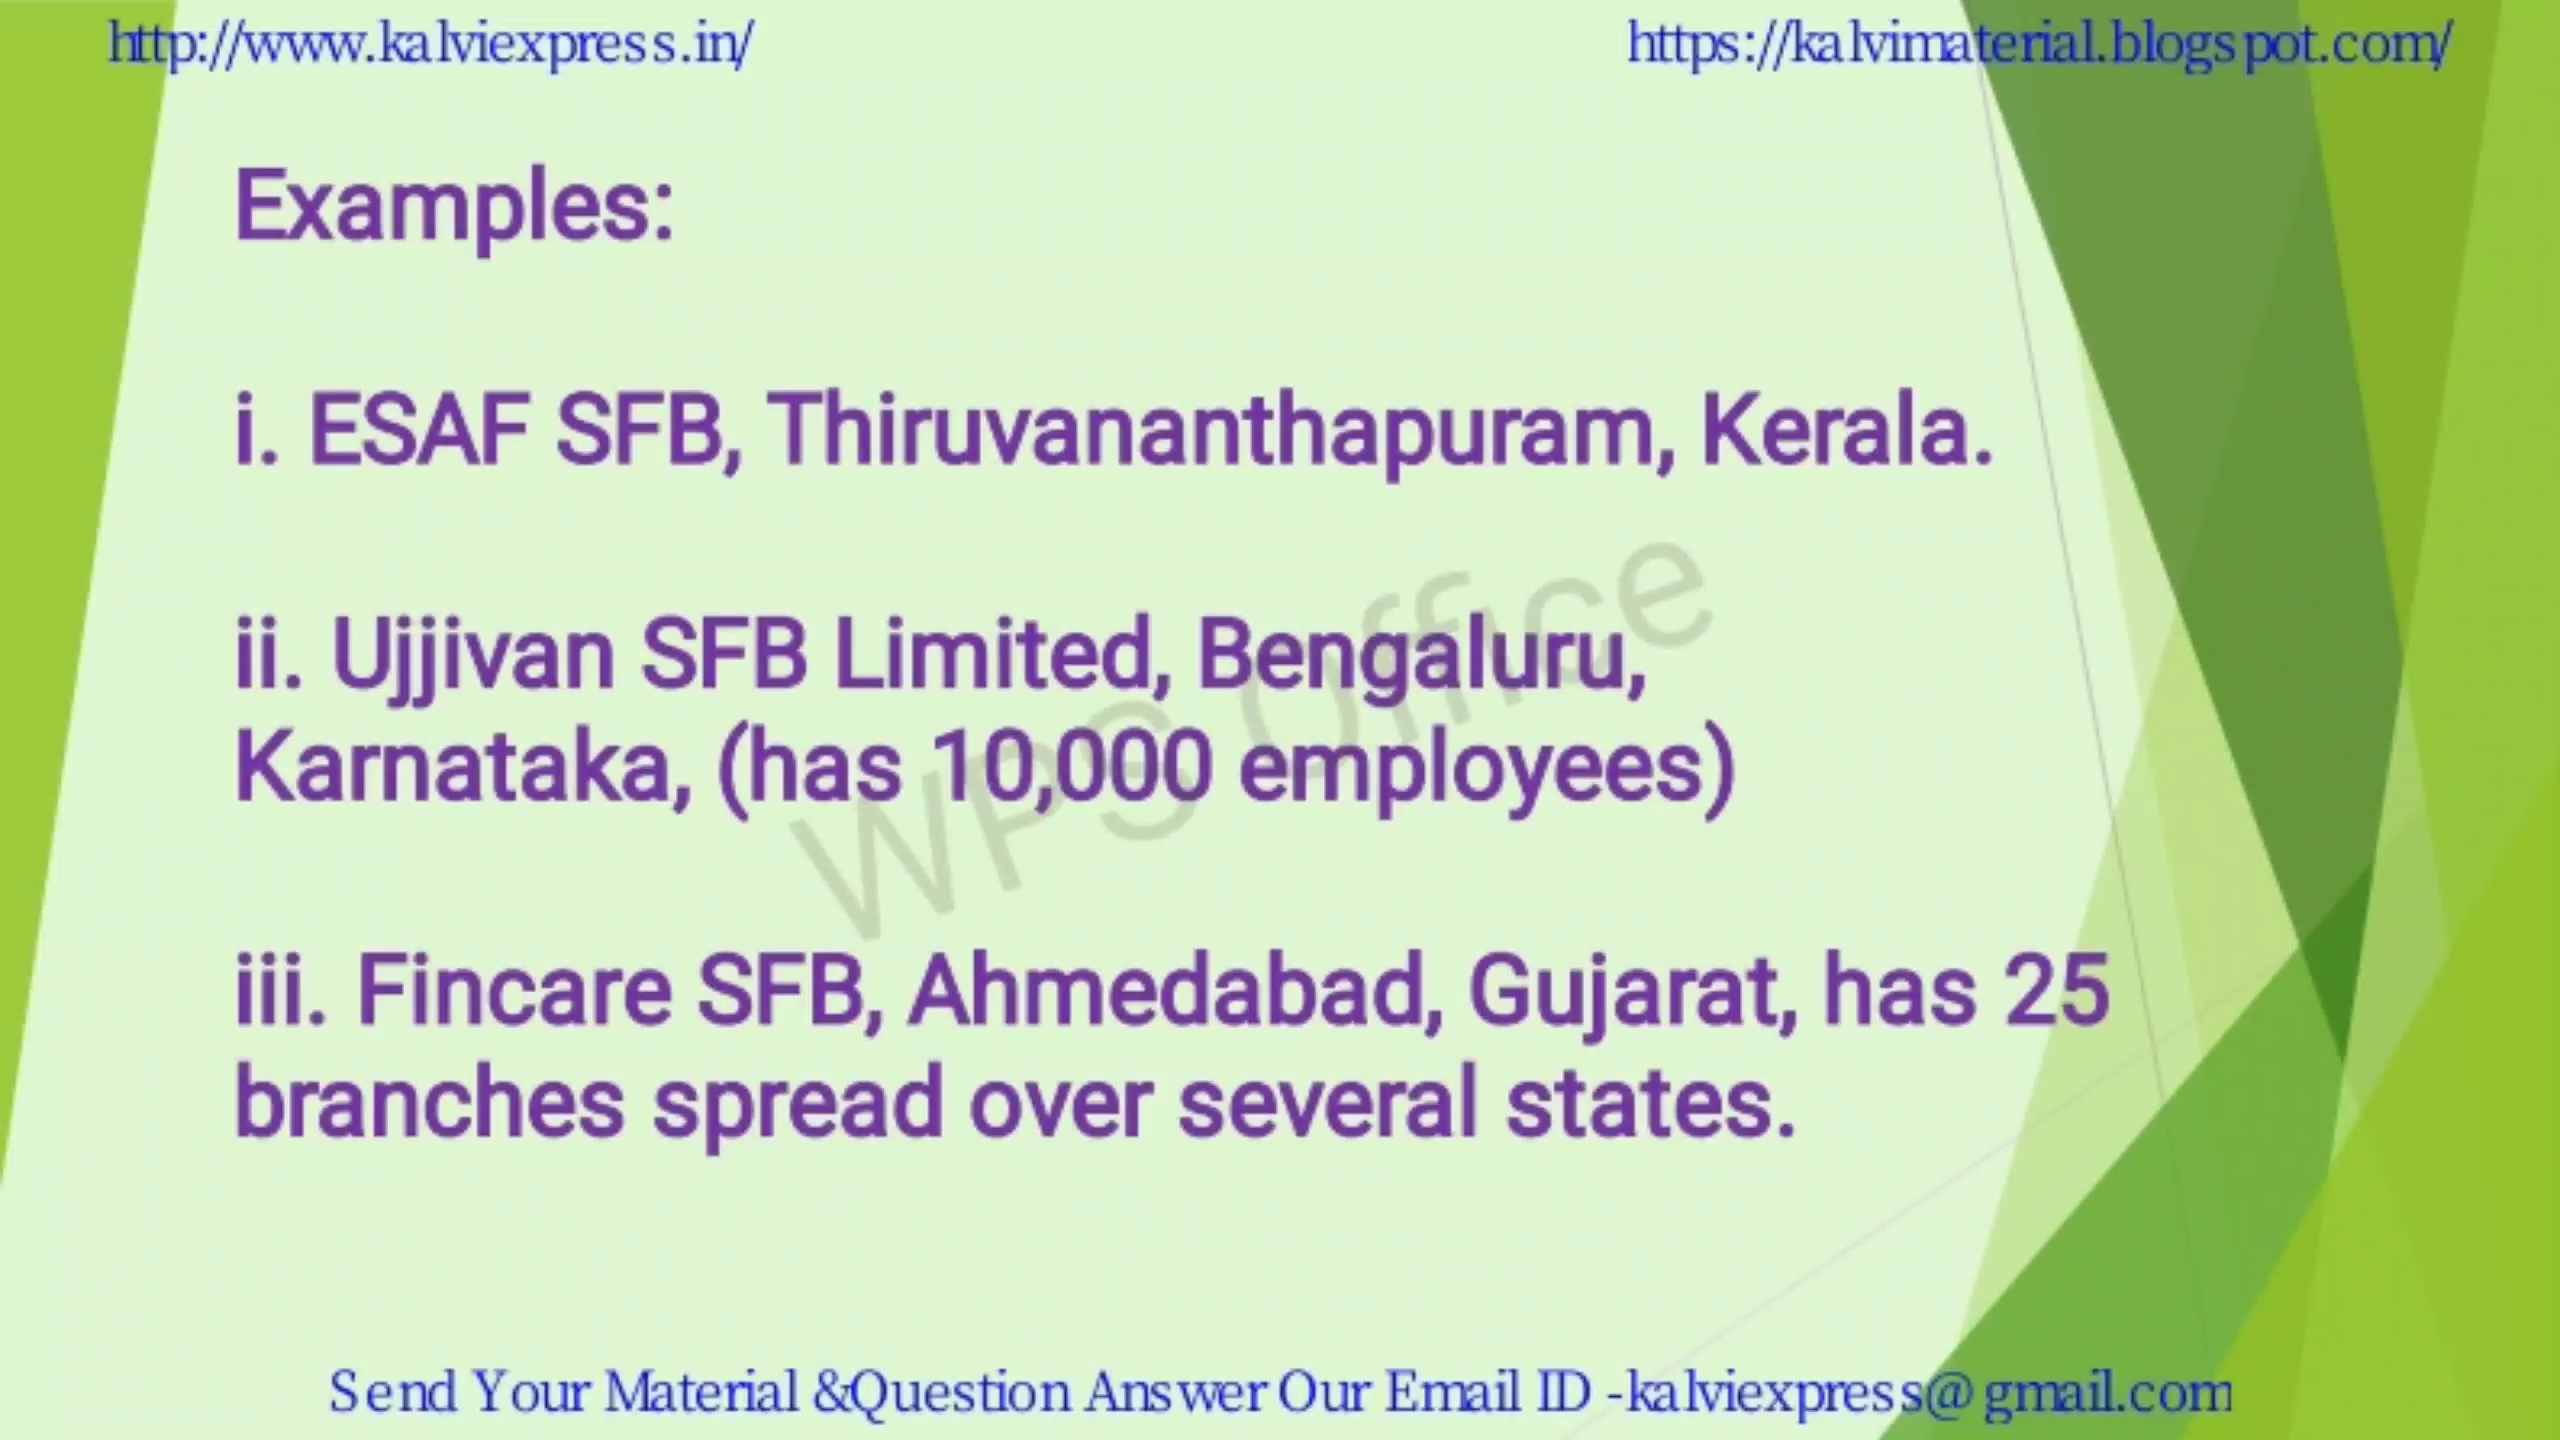 http://www.kalviexpress.in/
https://kalvimaterial.blogspot.com/
Examples:
i. ESAF SFB, Thiruvananthapuram, Kerala.
ii. Ujjivan SFB Limited, Bengaluru,
Karnataka, (has 10,000 employees)
WPS Office
iii. Fincare SFB, Ahmedabad, Gujarat, has 25
branches spread over several states.
Send Your Material &Question Answer Our Email ID -kalviexpress@gmail.com